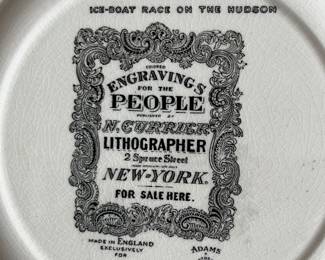 ICE-BOAT RACE ON THE HUDSON
COLORED
ENGRAVINGS
FOR THE
PEOPLE
PUBLISHED BY
N. CURRIER
LITHOGRAPHER
2 Spruce Street
NEW-YORK.
FOR SALE HERE.
MADE IN ENGLAND
EXCLUSIVELY
FOR
ADAMS